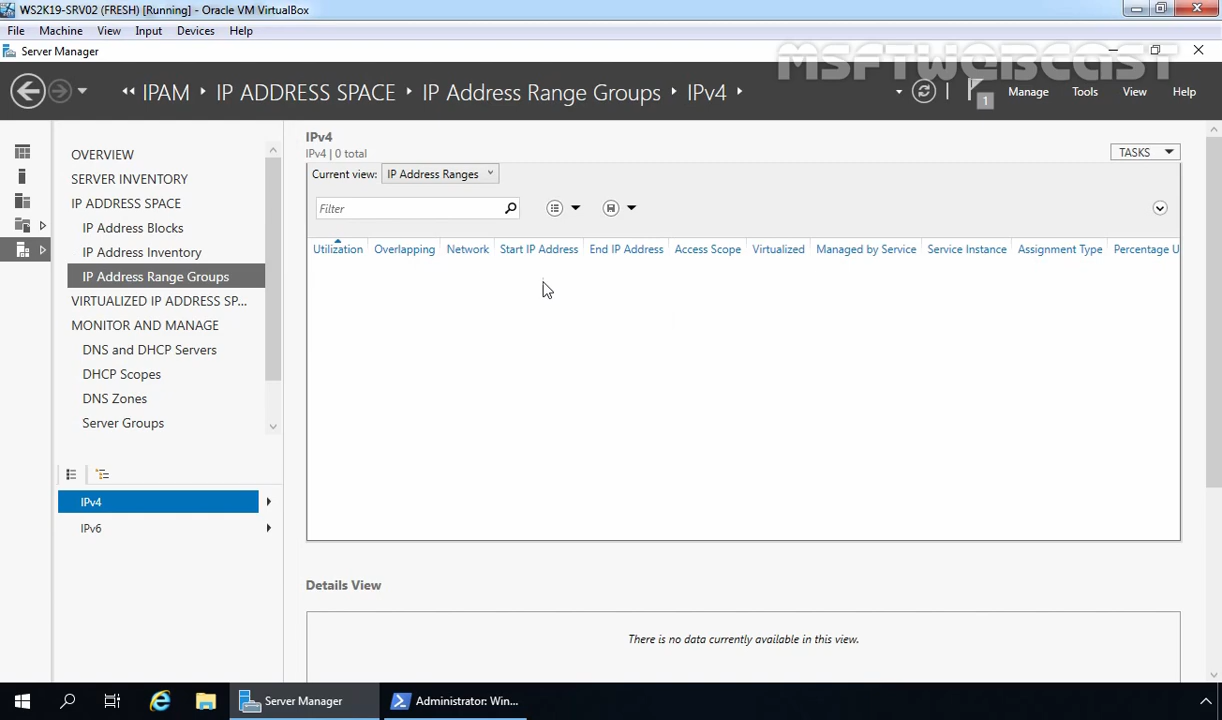 WS2K19-SRV02 (FRESH) [Running] - Oracle VM VirtualBox
File Machine View Input Devices Help
Server Manager
MSFTWEBCAST
IPAM IP ADDRESS SPACE IP Address Range Groups IPv4
1 Manage Tools View Help
OVERVIEW
SERVER INVENTORY
IP ADDRESS SPACE
IP Address Blocks
IP Address Inventory
IP Address Range Groups
VIRTUALIZED IP ADDRESS SP...
MONITOR AND MANAGE
DNS and DHCP Servers
DHCP Scopes
DNS Zones
Server Groups
IPv4
IPv6
IPv4
IPv4 | 0 total
TASKS
Current view: IP Address Ranges
Filter
Utilization Overlapping Network Start IP Address End IP Address Access Scope Virtualized Managed by Service Service Instance Assignment Type Percentage U
Details View
There is no data currently available in this view.
Server Manager
Administrator: Win...